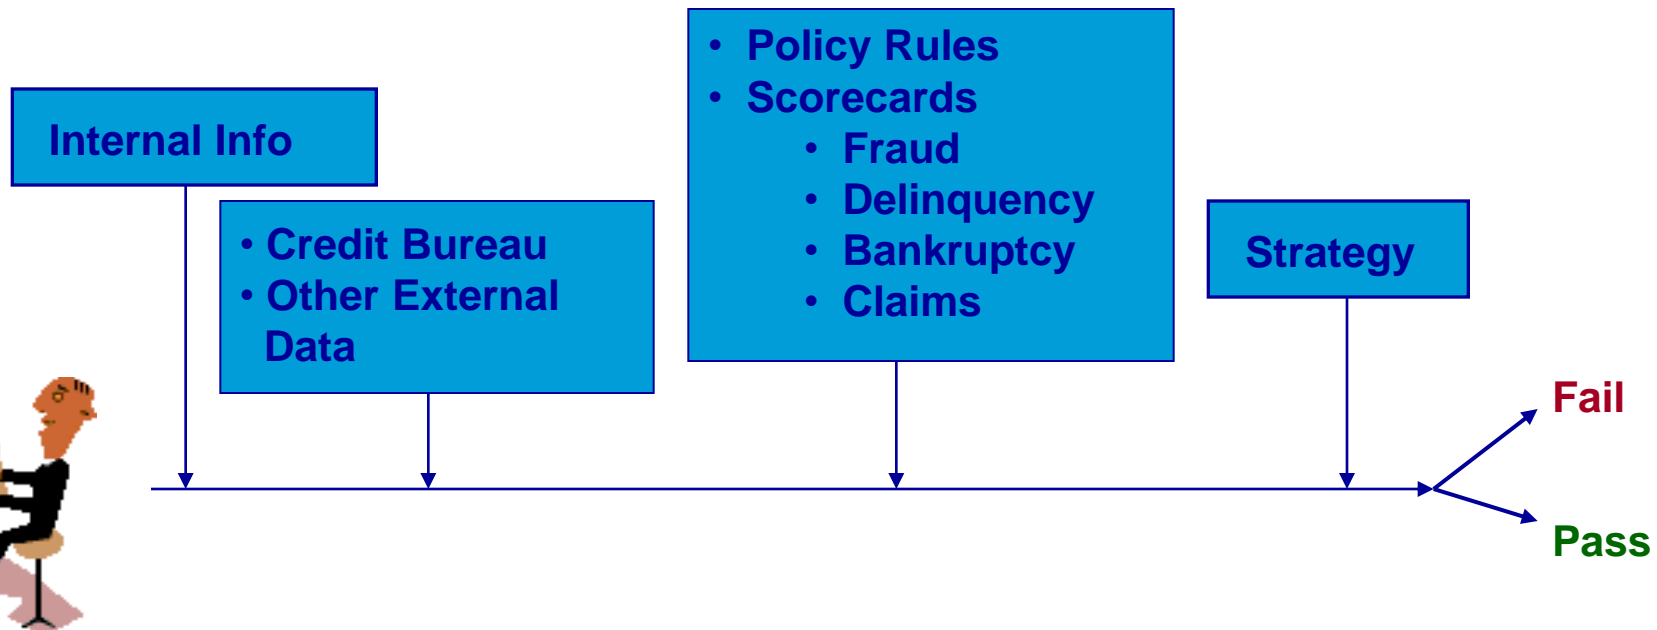 Internal Info
• Credit Bureau
• Other External
Data
• Policy Rules
• Scorecards
• Fraud
• Delinquency
• Bankruptcy
• Claims
Strategy
Fail
Pass